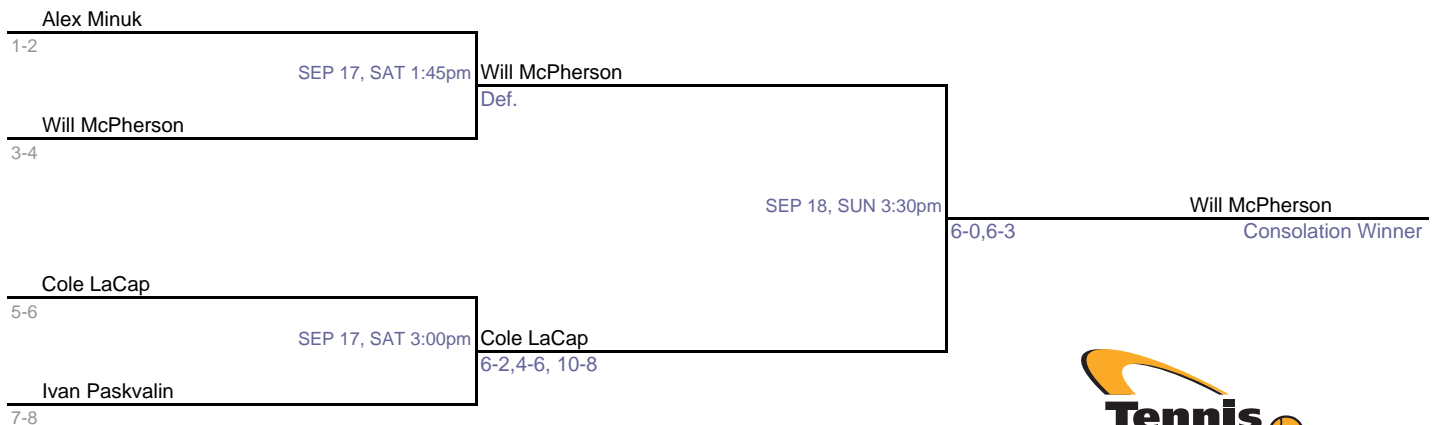 Alex Minuk
1-2
SEP 17, SAT 1:45pm
Will McPherson
Def.
Will McPherson
3-4
SEP 18, SUN 3:30pm
Will McPherson
6-0,6-3
Consolation Winner
Cole LaCap
5-6
SEP 17, SAT 3:00pm
Cole LaCap
6-2,4-6, 10-8
Ivan Paskvalin
7-8
Tennis